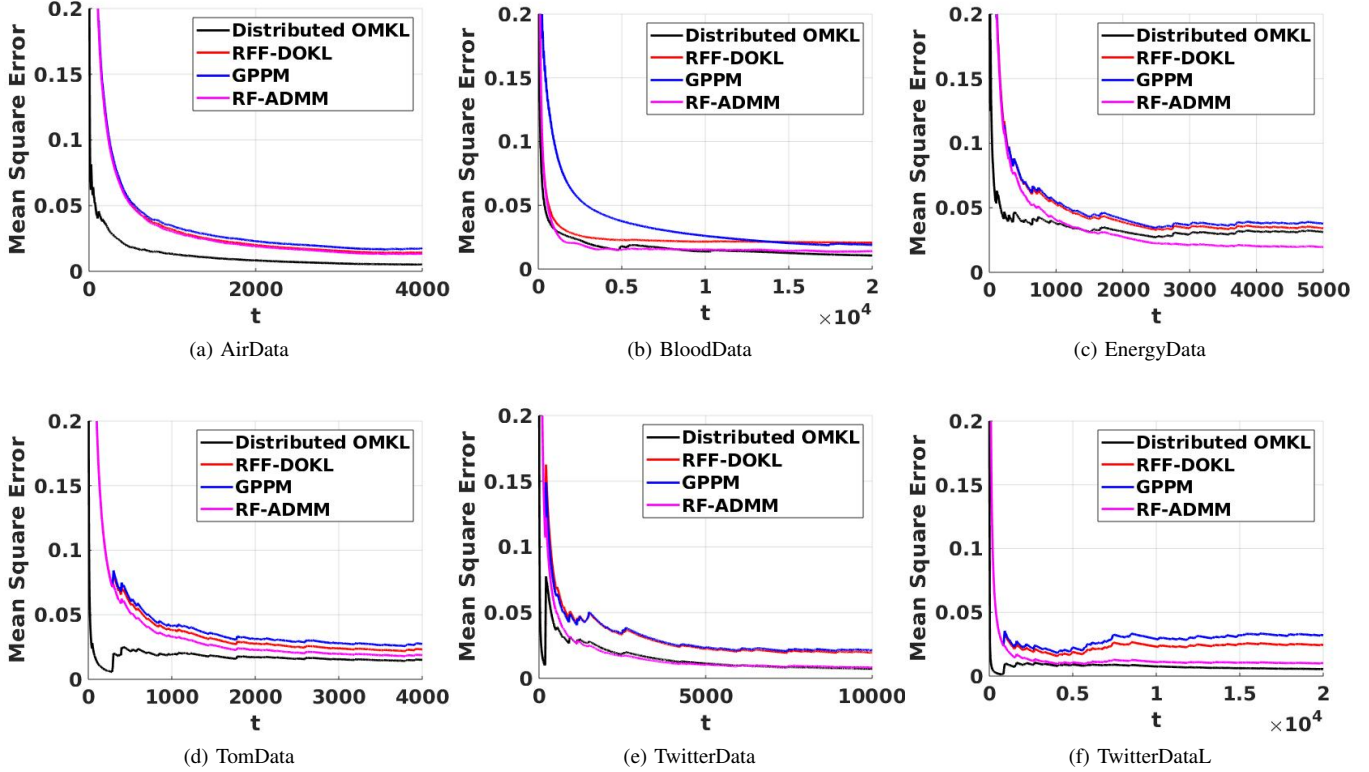 0.2
0.15
0.1
0.05
0
Mean Square Error
Distributed OMKL
RFF-DOKL
GPPM
RF-ADMM
0
2000
4000
t
(a) AirData
0.2
0.15
0.1
0.05
0
Mean Square Error
Distributed OMKL
RFF-DOKL
GPPM
RF-ADMM
0
0.5
1
1.5
2
t
×10⁴
(b) BloodData
0.2
0.15
0.1
0.05
0
Mean Square Error
Distributed OMKL
RFF-DOKL
GPPM
RF-ADMM
0
1000
2000
3000
4000
5000
t
(c) EnergyData
0.2
0.15
0.1
0.05
0
Mean Square Error
Distributed OMKL
RFF-DOKL
GPPM
RF-ADMM
0
1000
2000
3000
4000
t
(d) TomData
0.2
0.15
0.1
0.05
0
Mean Square Error
Distributed OMKL
RFF-DOKL
GPPM
RF-ADMM
0
5000
10000
t
(e) TwitterData
0.2
0.15
0.1
0.05
0
Mean Square Error
Distributed OMKL
RFF-DOKL
GPPM
RF-ADMM
0
0.5
1
1.5
2
t
×10⁴
(f) TwitterDataL